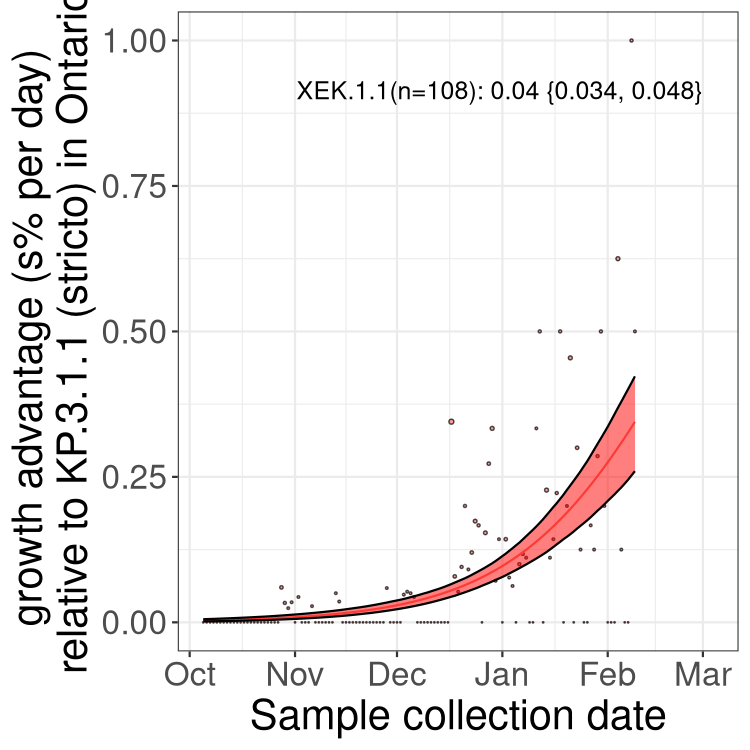 growth advantage (s% per day)
relative to KP.3.1.1 (stricto) in Ontario
1.00
0.75
0.50
0.25
0.00
XEK.1.1(n=108): 0.04 {0.034, 0.048}
Oct Nov Dec Jan Feb Mar
Sample collection date